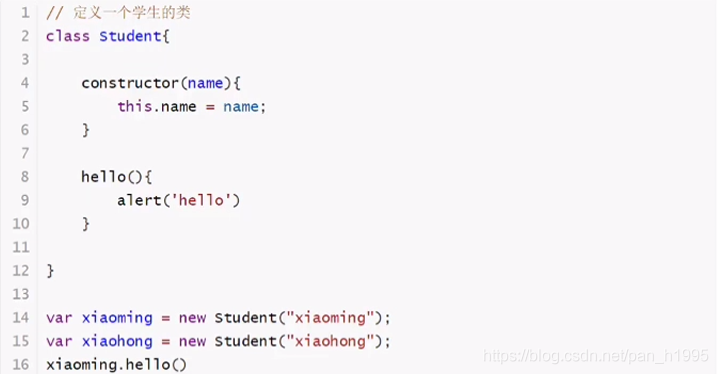 1 // 定义一个学生的类
2 class Student{
3
4     constructor(name){
5         this.name = name;
6     }
7
8     hello(){
9         alert('hello')
10     }
11
12 }
13
14 var xiaoming = new Student("xiaoming");
15 var xiaohong = new Student("xiaohong");
16 xiaoming.hello()
https://blog.csdn.net/pan_h1995